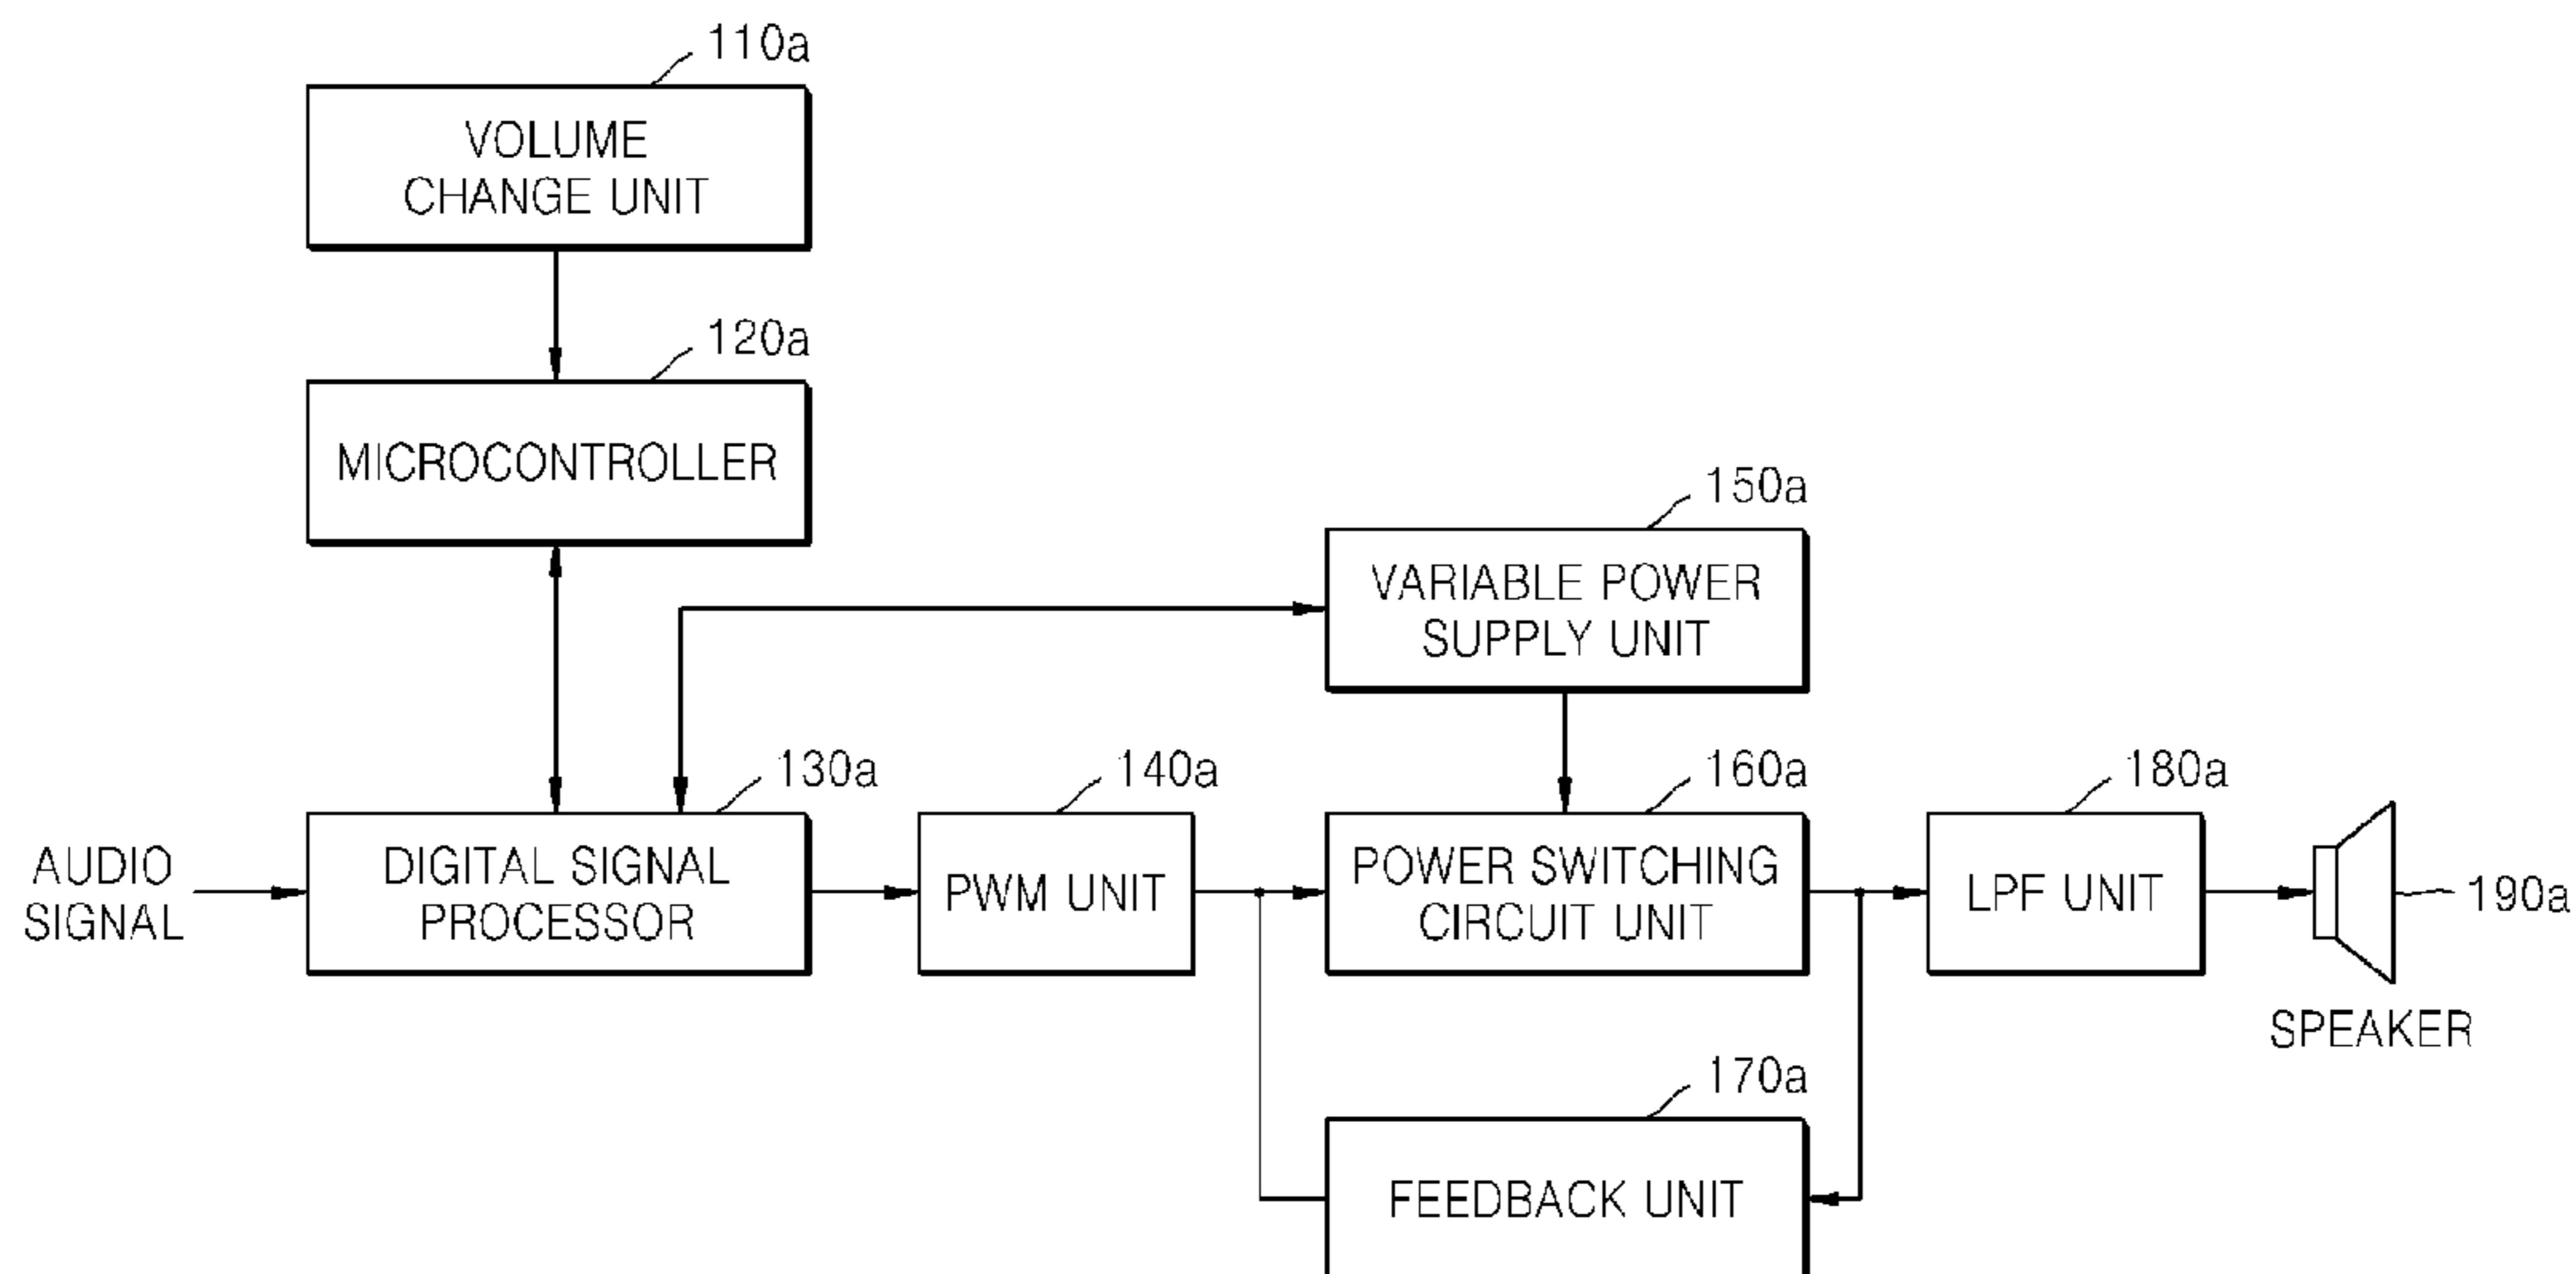 110a
VOLUME
CHANGE UNIT
120a
MICROCONTROLLER
150a
VARIABLE POWER
SUPPLY UNIT
130a
140a
160a
180a
AUDIO
SIGNAL
DIGITAL SIGNAL
PROCESSOR
PWM UNIT
POWER SWITCHING
CIRCUIT UNIT
LPF UNIT
190a
SPEAKER
170a
FEEDBACK UNIT